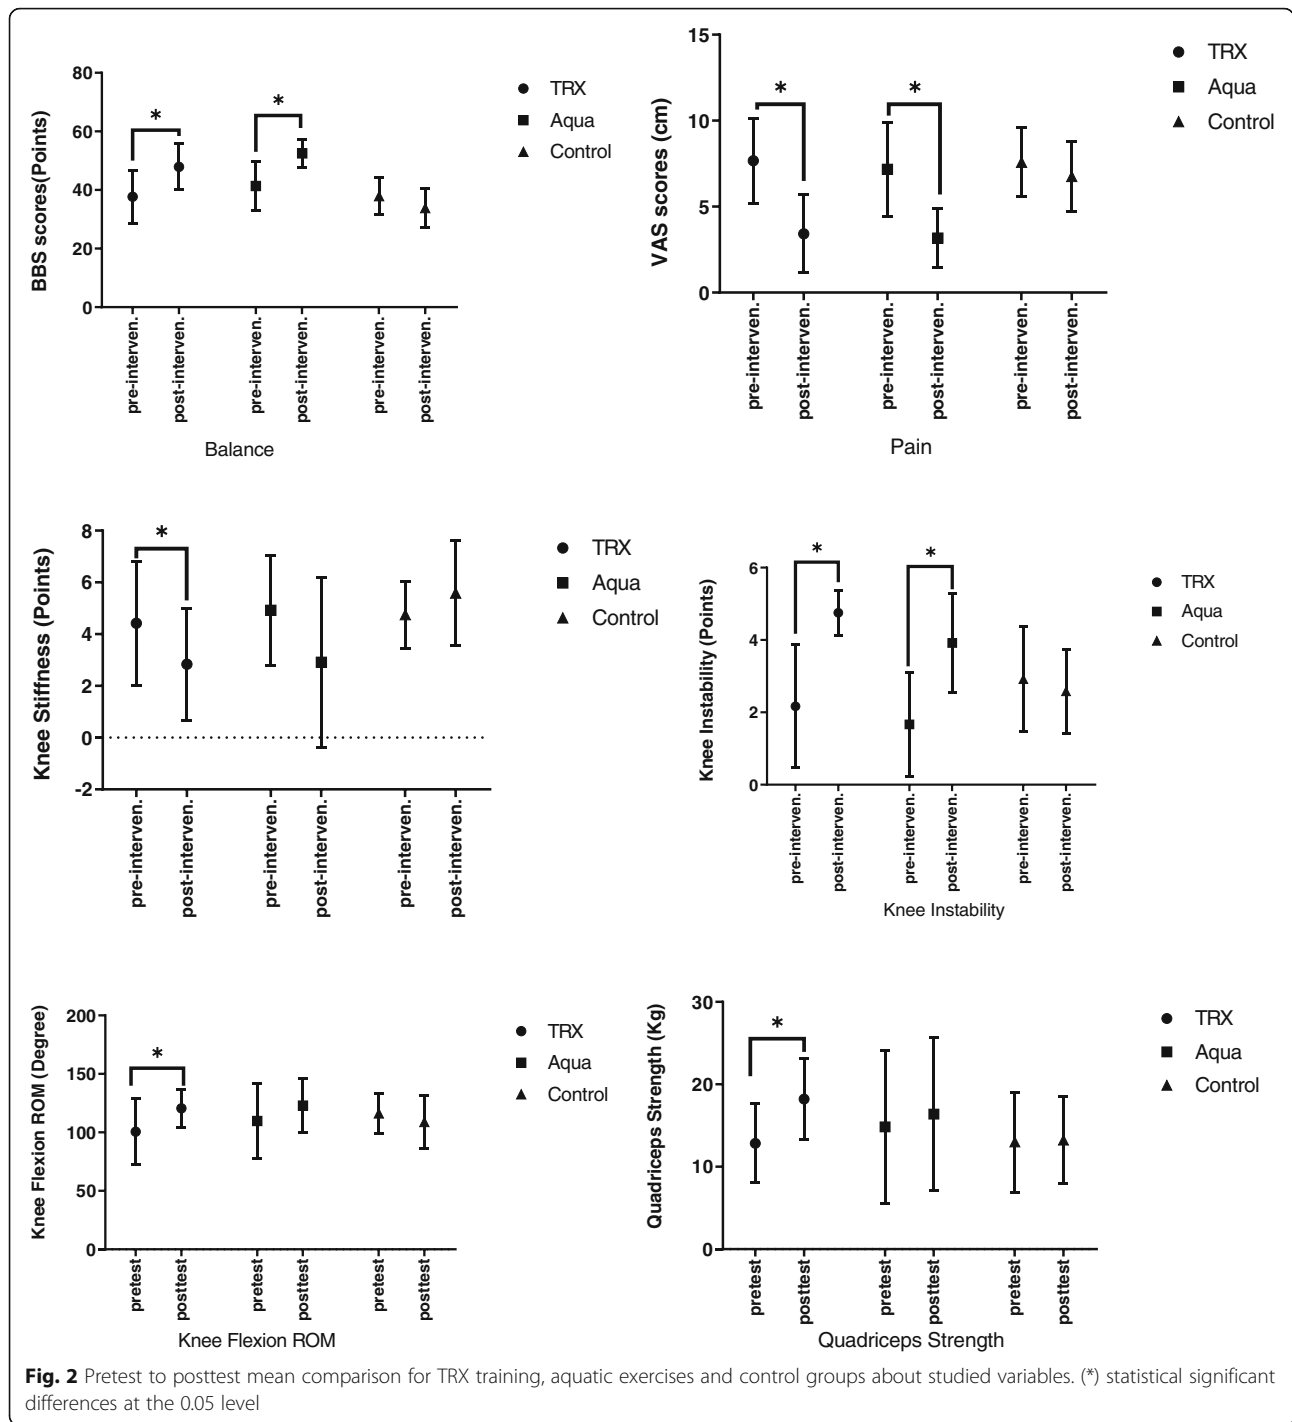 80
60
40
20
0
BBS scores(Points)
*
*
TRX
Aqua
Control
pre-interven.
post-interven.
pre-interven.
post-interven.
pre-interven.
post-interven.
Balance
15
10
5
0
VAS scores (cm)
*
*
TRX
Aqua
Control
pre-interven.
post-interven.
pre-interven.
post-interven.
pre-interven.
post-interven.
Pain
8
6
4
2
0
-2
Knee Stiffness (Points)
*
TRX
Aqua
Control
pre-interven.
post-interven.
pre-interven.
post-interven.
pre-interven.
post-interven.
6
4
2
0
Knee Instability (Points)
*
*
TRX
Aqua
Control
pre-interven.
post-interven.
pre-interven.
post-interven.
pre-interven.
post-interven.
Knee Instability
200
150
100
50
0
Knee Flexion ROM (Degree)
*
TRX
Aqua
Control
pretest
posttest
pretest
posttest
pretest
posttest
Knee Flexion ROM
30
20
10
0
Quadriceps Strength (Kg)
*
TRX
Aqua
Control
pretest
posttest
pretest
posttest
pretest
posttest
Quadriceps Strength
Fig. 2 Pretest to posttest mean comparison for TRX training, aquatic exercises and control groups about studied variables. (*) statistical significant
differences at the 0.05 level